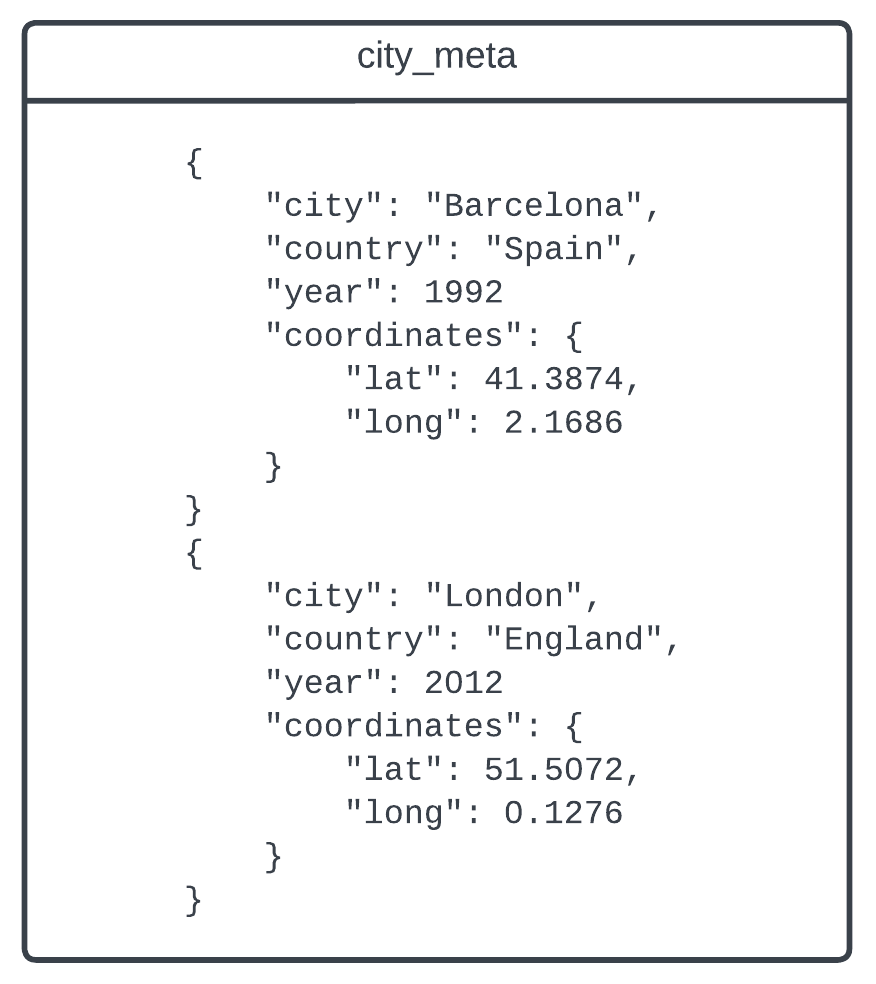 city_meta
{
    "city": "Barcelona",
    "country": "Spain",
    "year": 1992
    "coordinates": {
        "lat": 41.3874,
        "long": 2.1686
    }
}
{
    "city": "London",
    "country": "England",
    "year": 2012
    "coordinates": {
        "lat": 51.5072,
        "long": 0.1276
    }
}